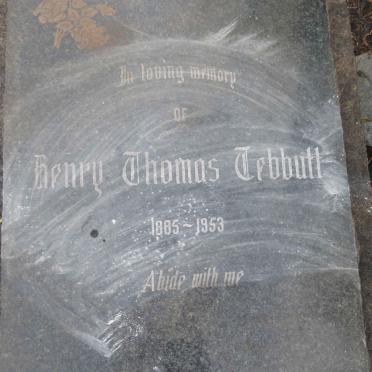 In loving memory
OF
Henry Thomas Tebbutt
1885~1953
Abide with me